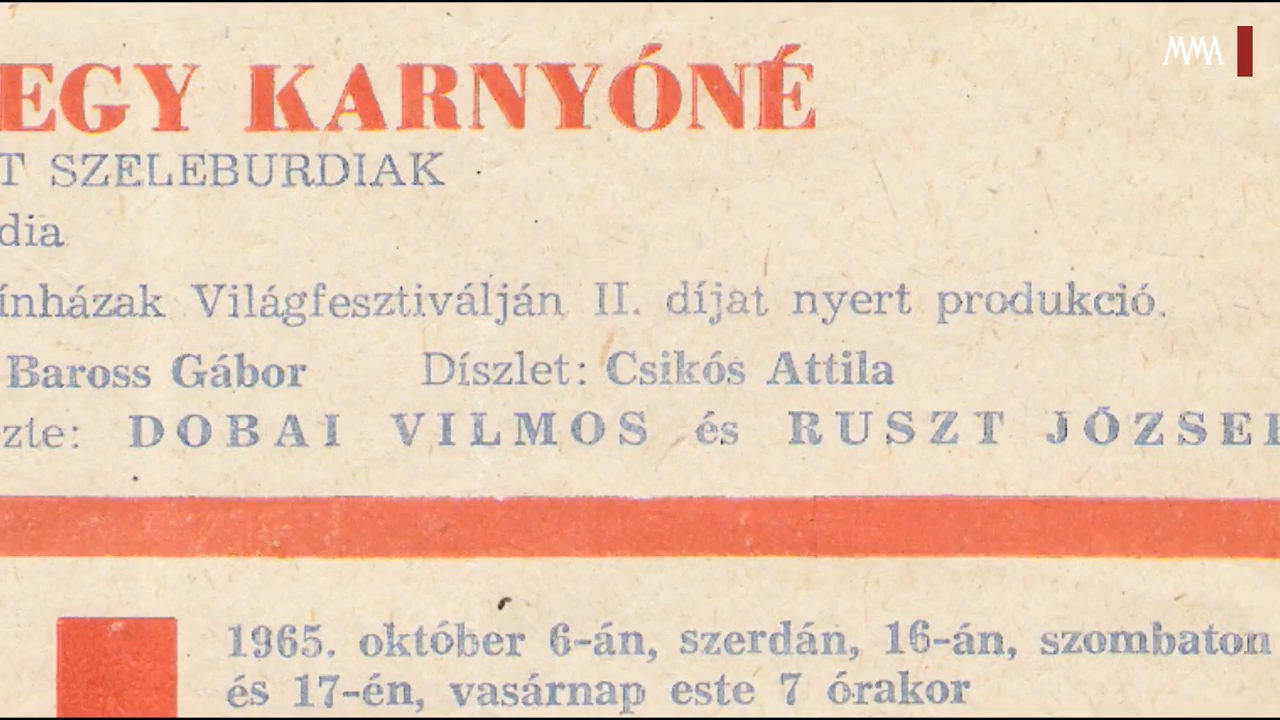 MMA
EGY KARNYÓNÉ
T SZELEBURDIAK
dia
ínházak Világfesztiválján II. díjat nyert produkció.
Baross Gábor Díszlet: Csikós Attila
zte: DOBAI VILMOS és RUSZT JÓZSEF
1965. október 6-án, szerdán, 16-án, szombaton
és 17-én, vasárnap este 7 órakor